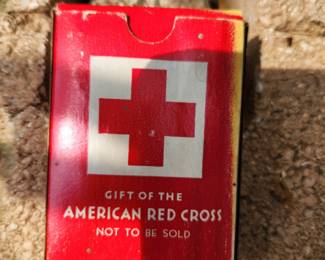 GIFT OF THE
AMERICAN RED CROSS
NOT TO BE SOLD